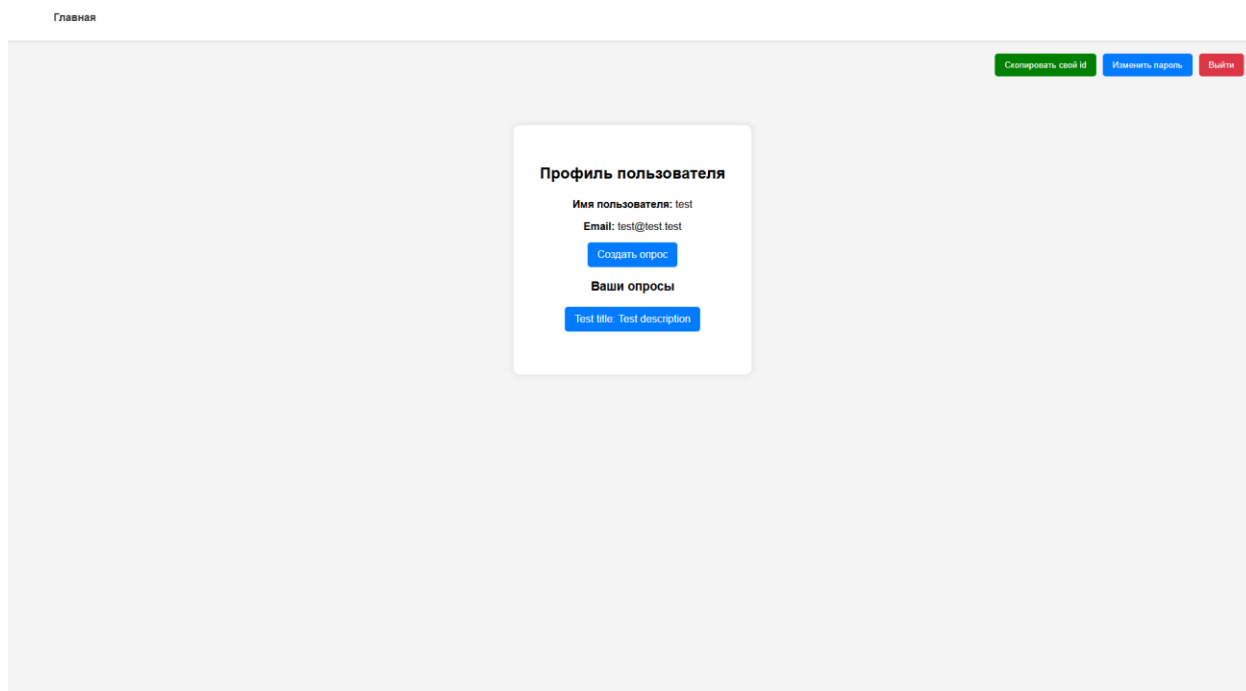 Главная
Скопировать свой id Изменить пароль Выйти
Профиль пользователя
Имя пользователя: test
Email: test@test.test
Создать опрос
Ваши опросы
Test title: Test description